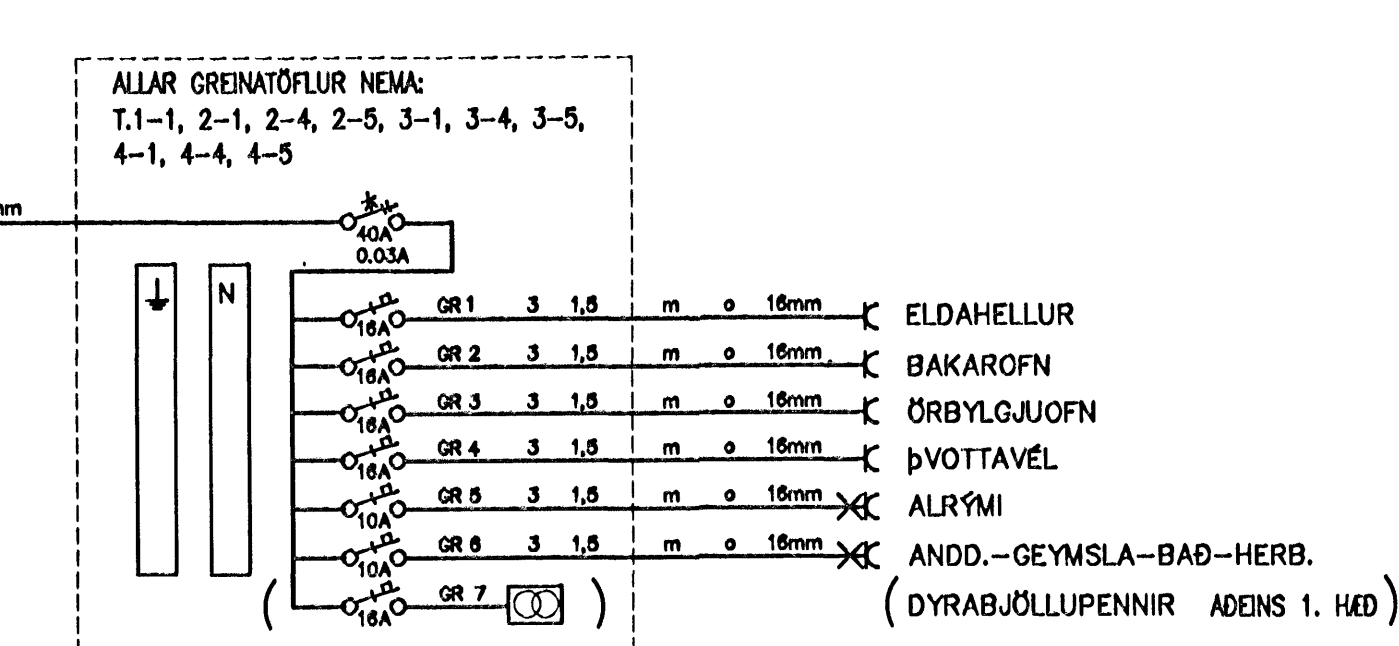 ALLAR GREINATÖFLUR NEMA:
T.1-1, 2-1, 2-4, 2-5, 3-1, 3-4, 3-5,
4-1, 4-4, 4-5
40A
0.03A
N
16A GR 1 3 1,5 m o 16mm ELDAHELLUR
16A GR 2 3 1,5 m o 16mm BAKAROFN
16A GR 3 3 1,5 m o 16mm ÖRBYLGJUOFN
16A GR 4 3 1,5 m o 16mm ÞVOTTAVÉL
10A GR 5 3 1,5 m o 16mm ALRÝMI
10A GR 6 3 1,5 m o 16mm ANDD.-GEYMSLA-BAÐ-HERB.
( 16A GR 7 ) ( DYRABJÖLLUPENNIR AÐEINS 1. HÆÐ )